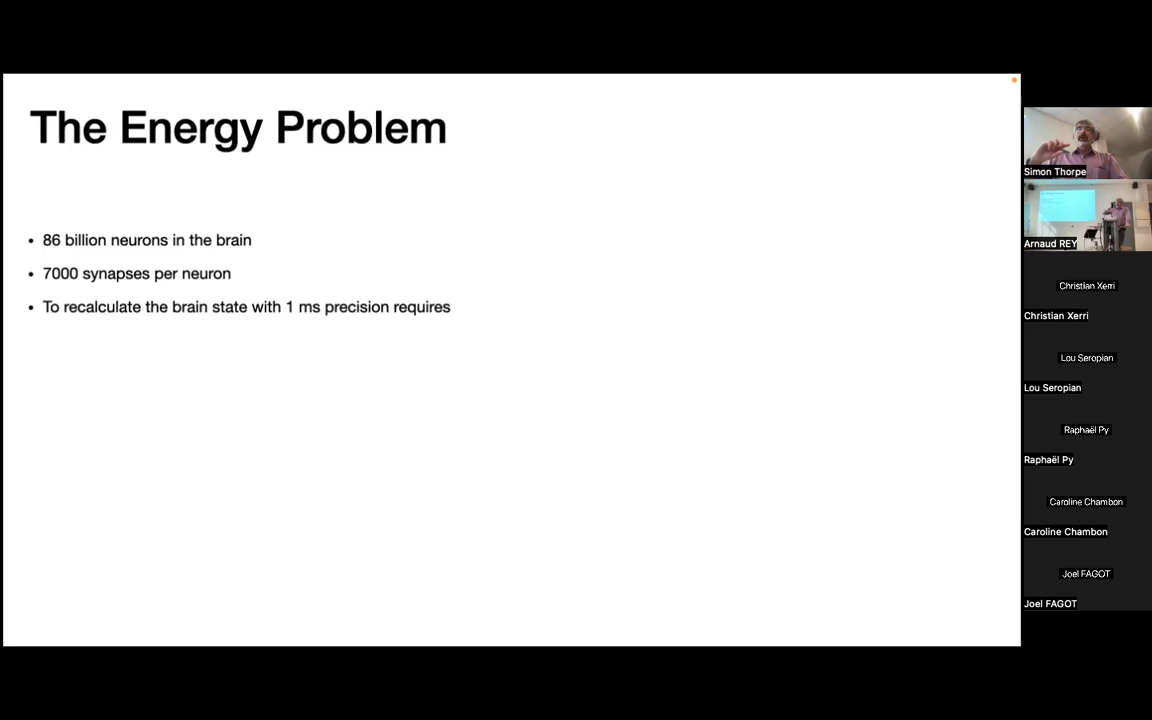 The Energy Problem
• 86 billion neurons in the brain
• 7000 synapses per neuron
• To recalculate the brain state with 1 ms precision requires
Simon Thorpe
Arnaud REY
Christian Xerri
Christian Xerri
Lou Seropian
Lou Seropian
Raphaël Py
Raphaël Py
Caroline Chambon
Caroline Chambon
Joel FAGOT
Joel FAGOT